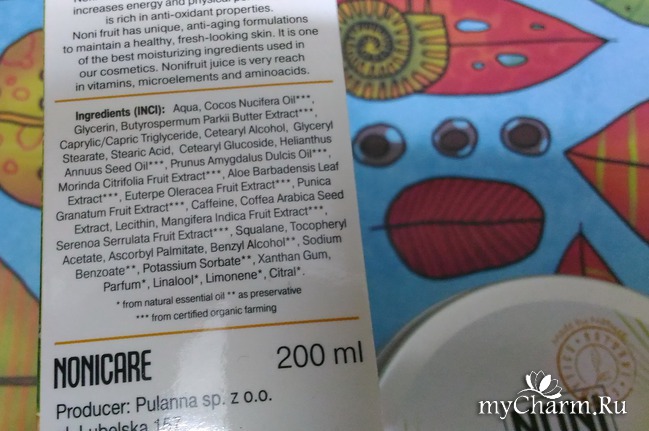 increases energy and physical
is rich in anti-oxidant properties.
Noni fruit has unique, anti-aging formulations
to maintain a healthy, fresh-looking skin. It is one
of the best moisturizing ingredients used in
our cosmetics. Nonifruit juice is very reach
in vitamins, microelements and aminoacids.
Ingredients (INCI): Aqua, Cocos Nucifera Oil***,
Glycerin, Butyrospermum Parkii Butter Extract***,
Caprylic/Capric Triglyceride, Cetearyl Alcohol, Glyceryl
Stearate, Stearic Acid, Cetearyl Glucoside, Helianthus
Annuus Seed Oil***, Prunus Amygdalus Dulcis Oil***,
Morinda Citrifolia Fruit Extract***, Aloe Barbadensis Leaf
Extract***, Euterpe Oleracea Fruit Extract***, Punica
Granatum Fruit Extract***, Caffeine, Coffea Arabica Seed
Extract, Lecithin, Mangifera Indica Fruit Extract***,
Serenoa Serrulata Fruit Extract***, Squalane, Tocopheryl
Acetate, Ascorbyl Palmitate, Benzyl Alcohol**, Sodium
Benzoate**, Potassium Sorbate**, Xanthan Gum,
Parfum*, Linalool*, Limonene*, Citral*.
* from natural essential oil ** as preservative
*** from certified organic farming
NONICARE 200 ml
Producer: Pulanna sp. z o.o.
Lubelska
NONI
myCharm.Ru